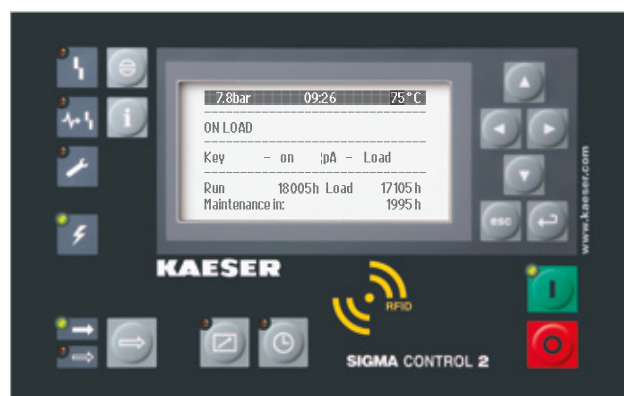 7.8bar 09:26 75°C
ON LOAD
Key - on ¦pA - Load
Run 18005h Load 17105h
Maintenance in: 1995h
esc
www.kaeser.com
KAESER
RFID
I
SIGMA CONTROL 2
O